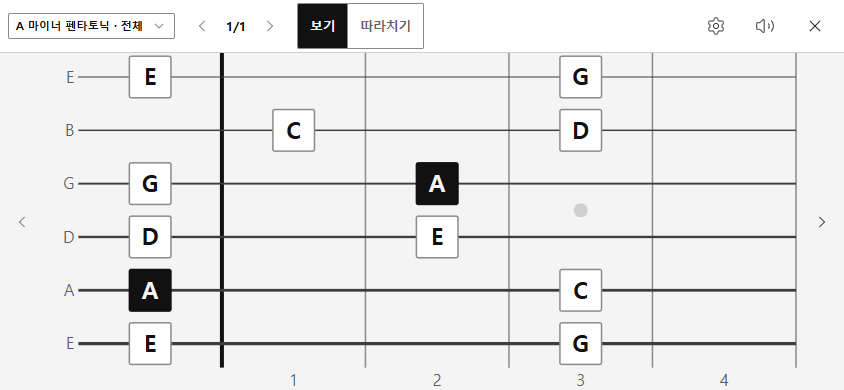 A 마이너 펜타토닉 · 전체
1/1
보기
따라치기
E E G
B C D
G G A
D D E
A A C
E E G
1 2 3 4